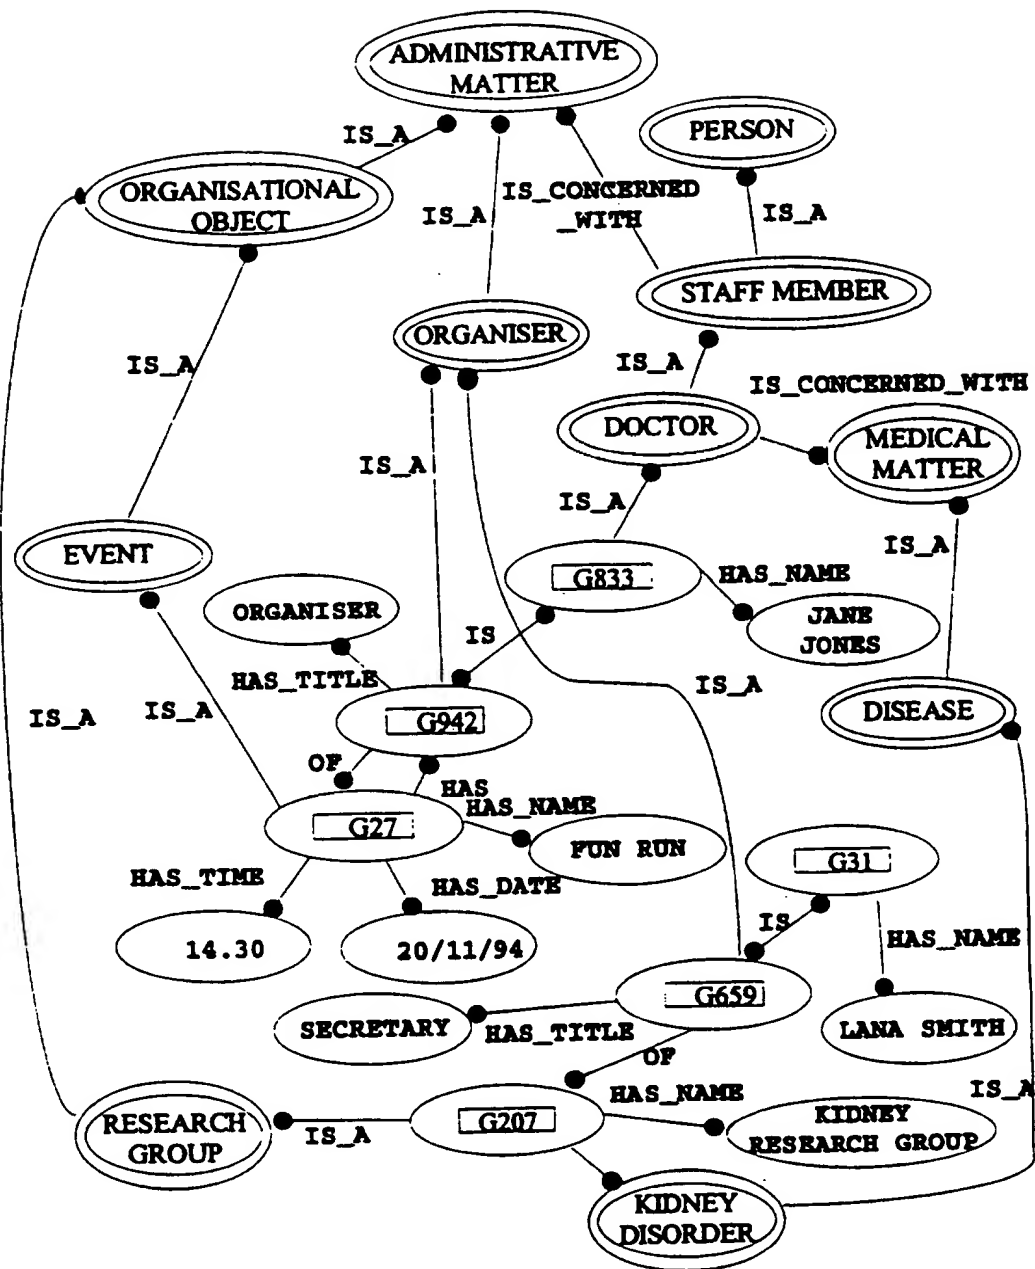 ADMINISTRATIVE
MATTER
PERSON
IS_A
ORGANISATIONAL
OBJECT
IS_A
IS_CONCERNED
_WITH
IS_A
STAFF MEMBER
ORGANISER
IS_A
IS_A
IS_CONCERNED_WITH
DOCTOR
MEDICAL
MATTER
IS_A
IS_A
EVENT
IS_A
G833
HAS_NAME
ORGANISER
JANE
JONES
IS
HAS_TITLE
IS_A
IS_A
IS_A
G942
DISEASE
OF
HAS
HAS_NAME
G27
FUN RUN
G31
HAS_TIME
HAS_DATE
IS
14.30
20/11/94
HAS_NAME
G659
SECRETARY
HAS_TITLE
LANA SMITH
OF
HAS_NAME
IS_A
RESEARCH
GROUP
IS_A
G207
KIDNEY
RESEARCH GROUP
KIDNEY
DISORDER